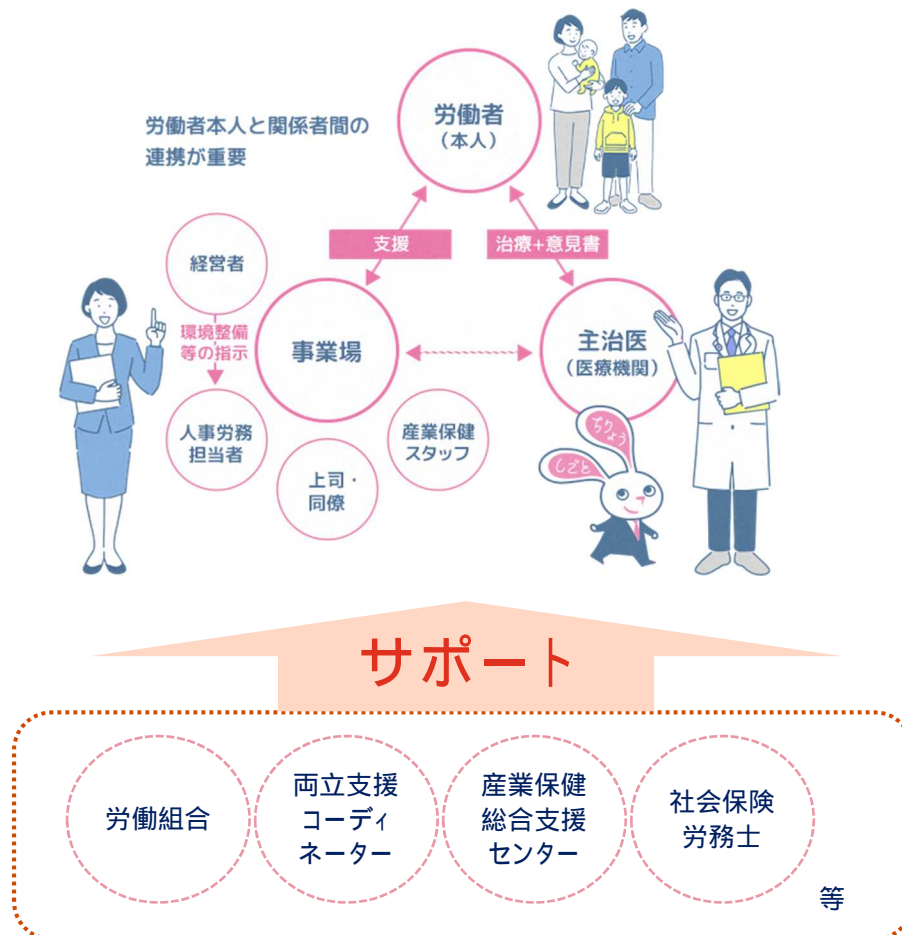 労働者本人と関係者間の
連携が重要
労働者
（本人）
支援
治療+意見書
経営者
環境整備
等の指示
事業場
主治医
（医療機関）
人事労務
担当者
上司・
同僚
産業保健
スタッフ
ちりょう
しごと
サポート
労働組合
両立支援
コーディ
ネーター
産業保健
総合支援
センター
社会保険
労務士
等